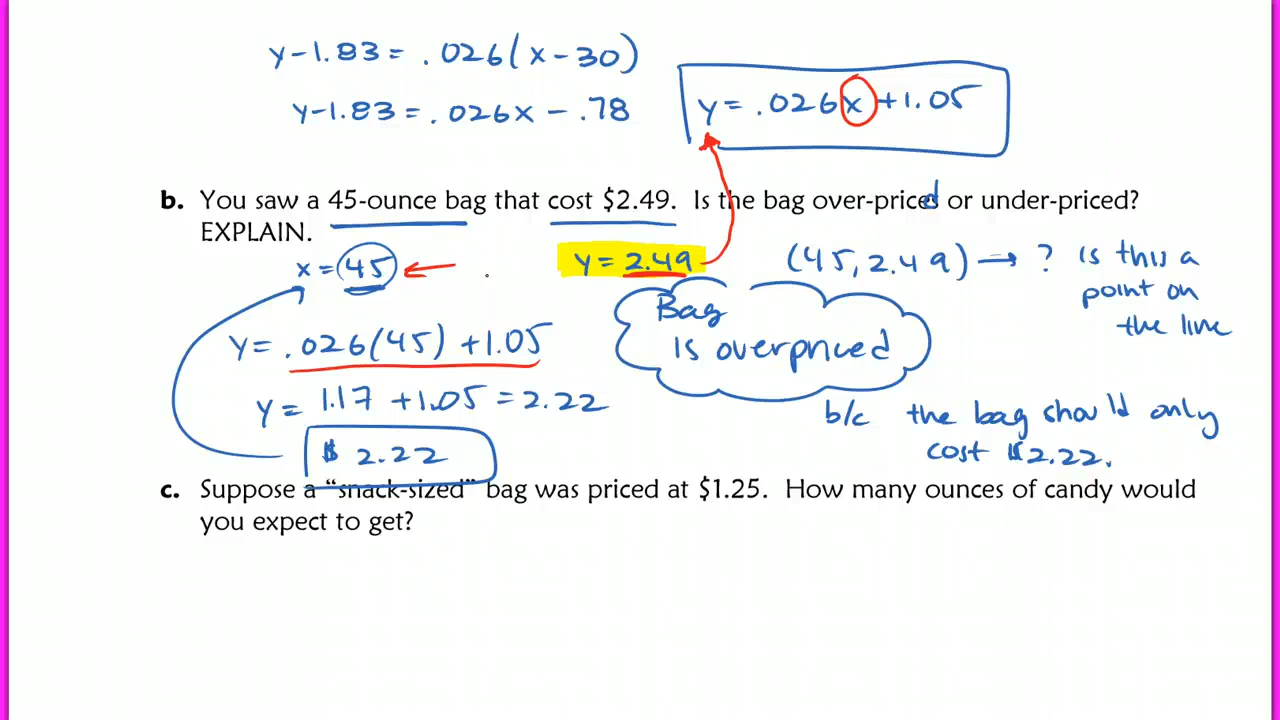 y-1.83 = .026(x-30)
y-1.83 = .026x - .78
y = .026x +1.05
b. You saw a 45-ounce bag that cost $2.49. Is the bag over-priced or under-priced?
EXPLAIN.
x = 45
y = 2.49
(45, 2.49) → ? Is this a
point on
the line
Bag
Is overpriced
y = .026(45) +1.05
y = 1.17 +1.05 = 2.22
$ 2.22
b/c the bag should only
cost $2.22.
c. Suppose a "snack-sized" bag was priced at $1.25. How many ounces of candy would
you expect to get?